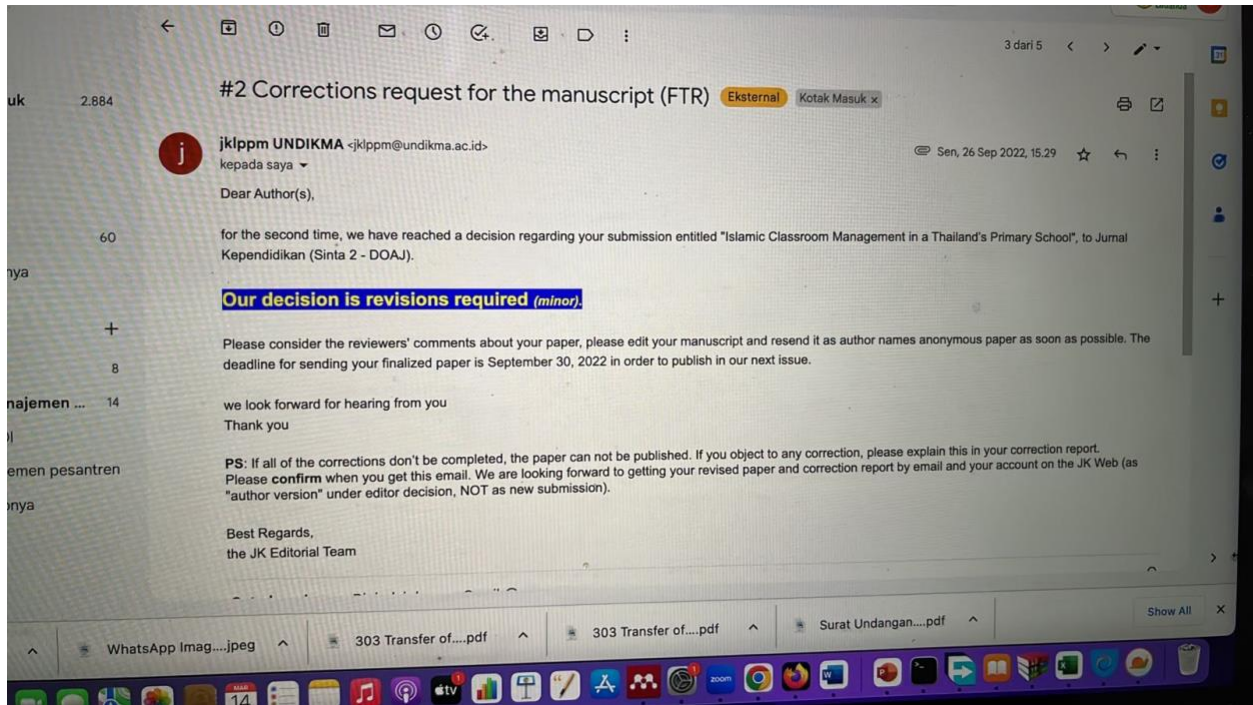 3 dari 5
#2 Corrections request for the manuscript (FTR) Eksternal Kotak Masuk x
uk 2.884
jklppm UNDIKMA <jklppm@undikma.ac.id>
j
kepada saya
Sen, 26 Sep 2022, 15.29
Dear Author(s),
60
for the second time, we have reached a decision regarding your submission entitled "Islamic Classroom Management in a Thailand's Primary School", to Jurnal
Kependidikan (Sinta 2 - DOAJ).
nya
Our decision is revisions required (minor).
Please consider the reviewers' comments about your paper, please edit your manuscript and resend it as author names anonymous paper as soon as possible. The
deadline for sending your finalized paper is September 30, 2022 in order to publish in our next issue.
8
najemen ... 14
we look forward for hearing from you
Thank you
emen pesantren
PS: If all of the corrections don't be completed, the paper can not be published. If you object to any correction, please explain this in your correction report.
Please confirm when you get this email. We are looking forward to getting your revised paper and correction report by email and your account on the JK Web (as
"author version" under editor decision, NOT as new submission).
Best Regards,
the JK Editorial Team
WhatsApp Imag....jpeg
303 Transfer of....pdf
303 Transfer of....pdf
Surat Undangan....pdf
Show All
MAR
14
tv
zoom